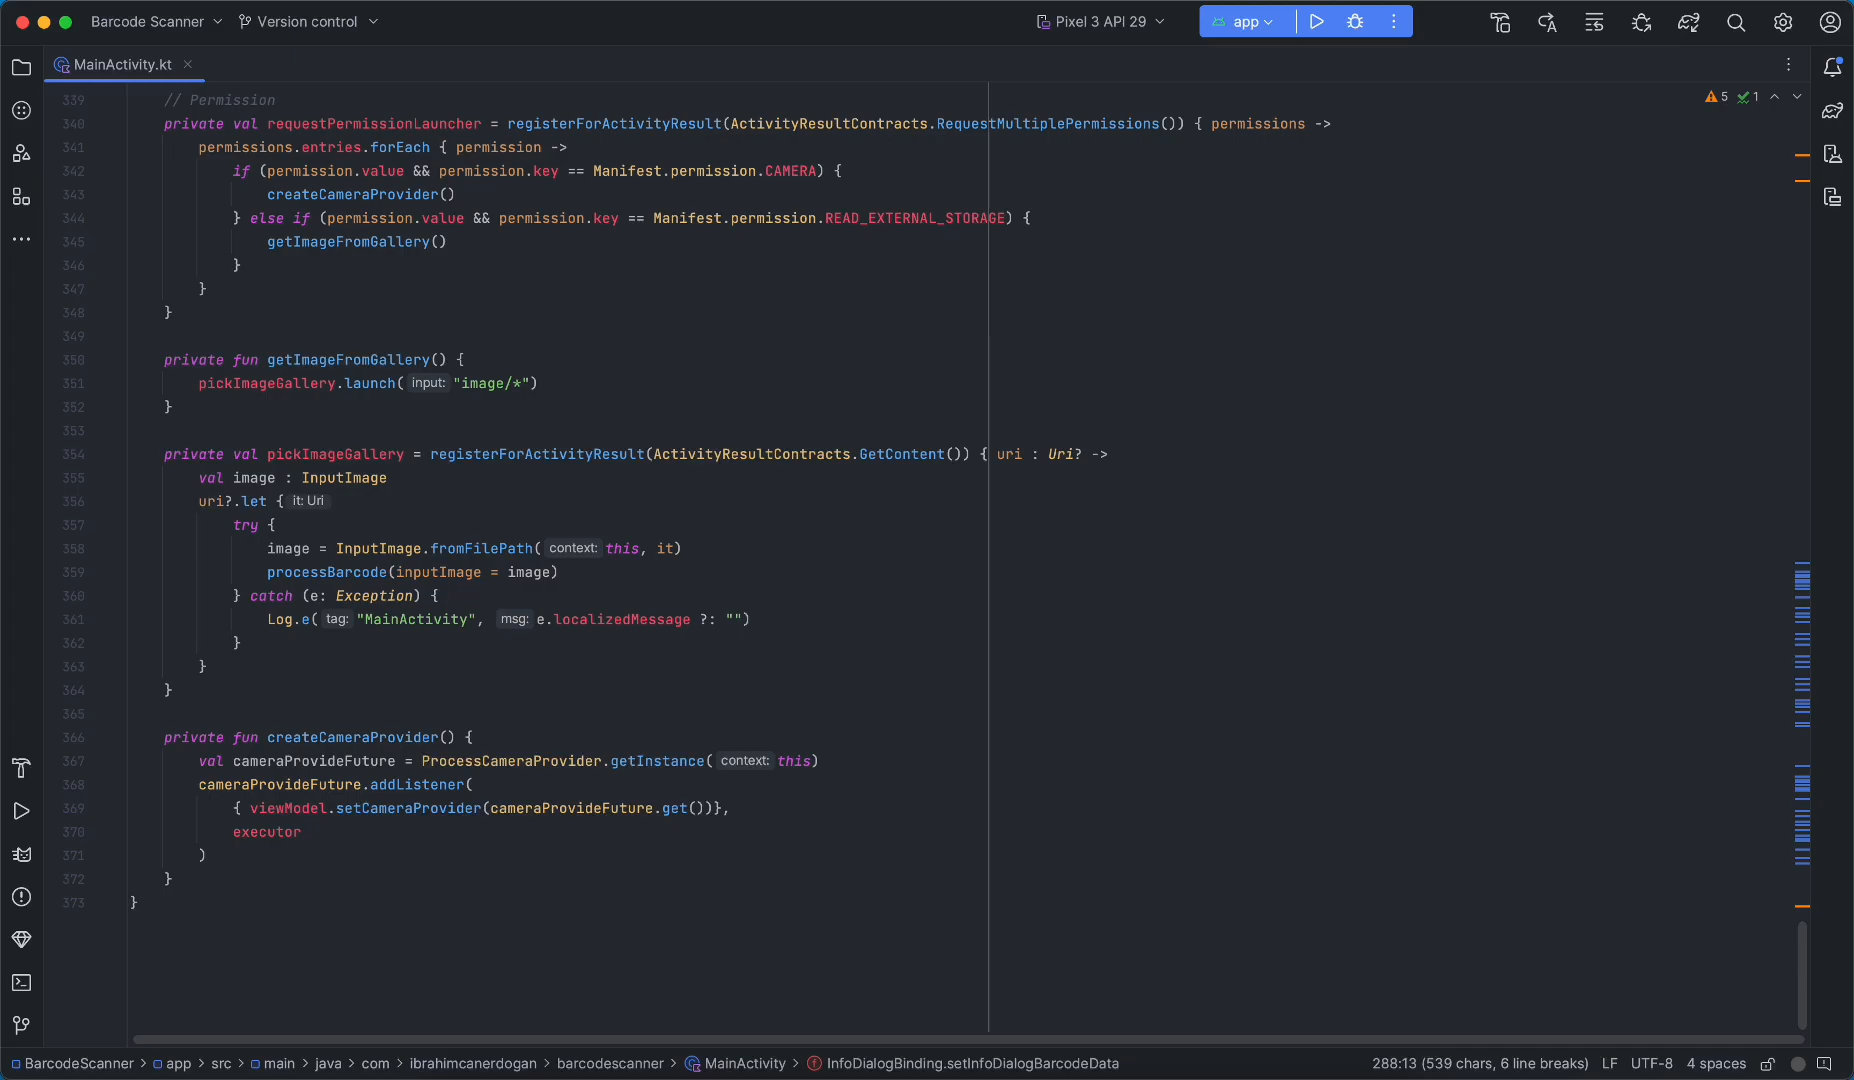 Barcode Scanner Version control Pixel 3 API 29 app
MainActivity.kt
5 1
339 // Permission
340 private val requestPermissionLauncher = registerForActivityResult(ActivityResultContracts.RequestMultiplePermissions()) { permissions ->
341 permissions.entries.forEach { permission ->
342 if (permission.value && permission.key == Manifest.permission.CAMERA) {
343 createCameraProvider()
344 } else if (permission.value && permission.key == Manifest.permission.READ_EXTERNAL_STORAGE) {
345 getImageFromGallery()
346 }
347 }
348 }
349
350 private fun getImageFromGallery() {
351 pickImageGallery.launch( input: "image/*")
352 }
353
354 private val pickImageGallery = registerForActivityResult(ActivityResultContracts.GetContent()) { uri : Uri? ->
355 val image : InputImage
356 uri?.let { it: Uri
357 try {
358 image = InputImage.fromFilePath( context: this, it)
359 processBarcode(inputImage = image)
360 } catch (e: Exception) {
361 Log.e( tag: "MainActivity", msg: e.localizedMessage ?: "")
362 }
363 }
364 }
365
366 private fun createCameraProvider() {
367 val cameraProvideFuture = ProcessCameraProvider.getInstance( context: this)
368 cameraProvideFuture.addListener(
369 { viewModel.setCameraProvider(cameraProvideFuture.get())},
370 executor
371 )
372 }
373 }
BarcodeScanner > app > src > main > java > com > ibrahimcanerdogan > barcodescanner > MainActivity > InfoDialogBinding.setInfoDialogBarcodeData 288:13 (539 chars, 6 line breaks) LF UTF-8 4 spaces